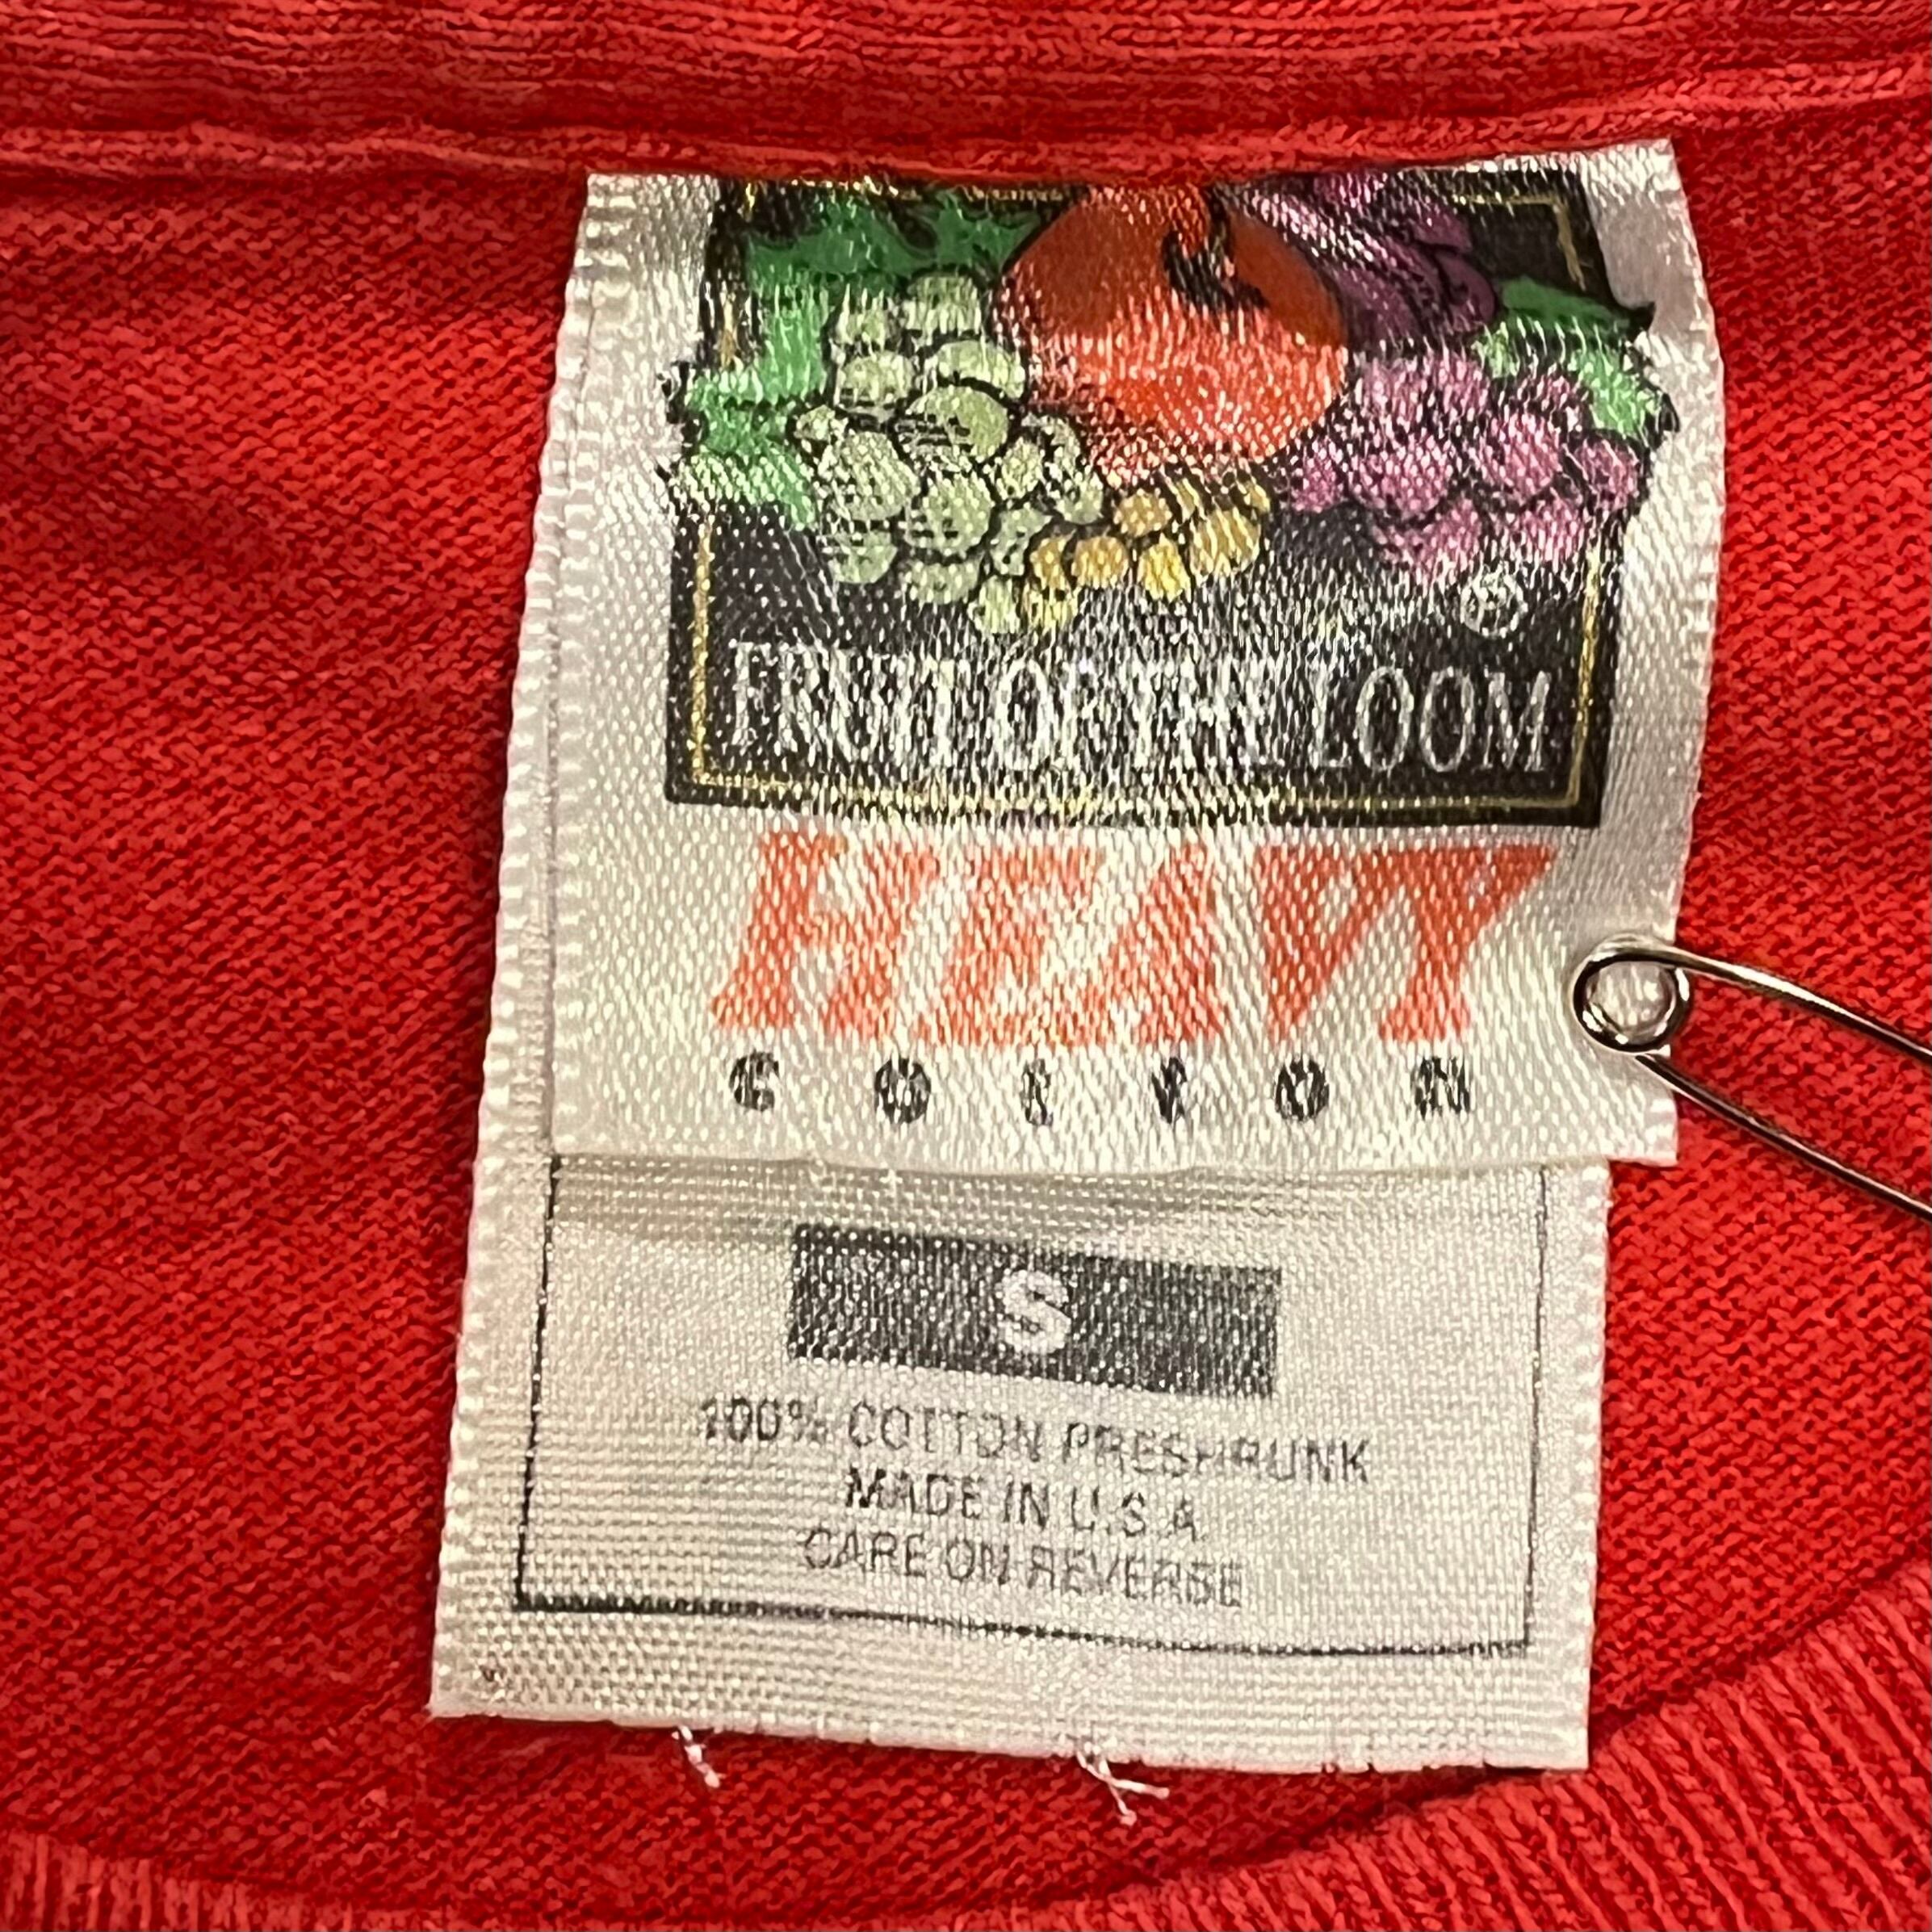 ®
FRUIT OF THE LOOM
HEAVY
COTTON
S
100% COTTON PRESHRUNK
MADE IN U.S.A.
CARE ON REVERSE